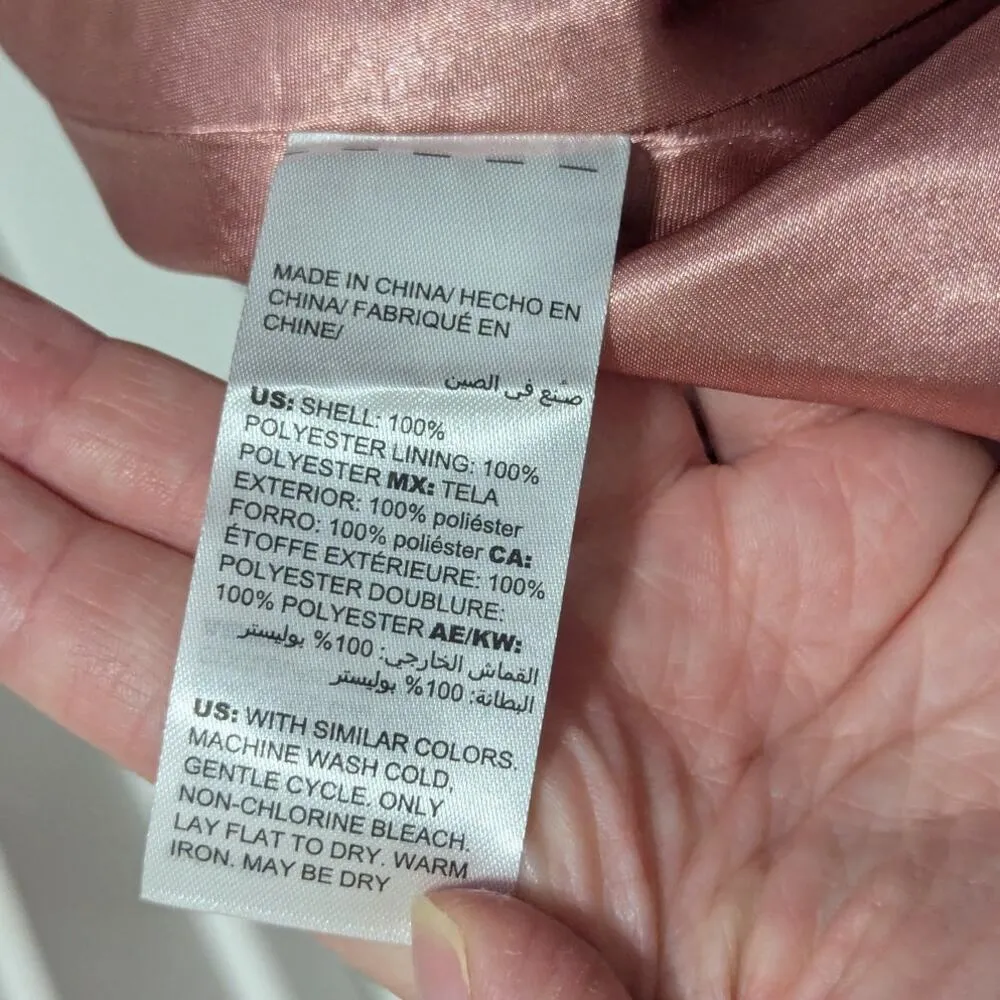 MADE IN CHINA/ HECHO EN
CHINA/ FABRIQUÉ EN
CHINE/
صُنع في الصين
US: SHELL: 100%
POLYESTER LINING: 100%
POLYESTER MX: TELA
EXTERIOR: 100% poliéster
FORRO: 100% poliéster CA:
ÉTOFFE EXTÉRIEURE: 100%
POLYESTER DOUBLURE:
100% POLYESTER AE/KW:
القماش الخارجي: 100% بوليستر
البطانة: 100% بوليستر
US: WITH SIMILAR COLORS.
MACHINE WASH COLD,
GENTLE CYCLE. ONLY
NON-CHLORINE BLEACH.
LAY FLAT TO DRY. WARM
IRON. MAY BE DRY